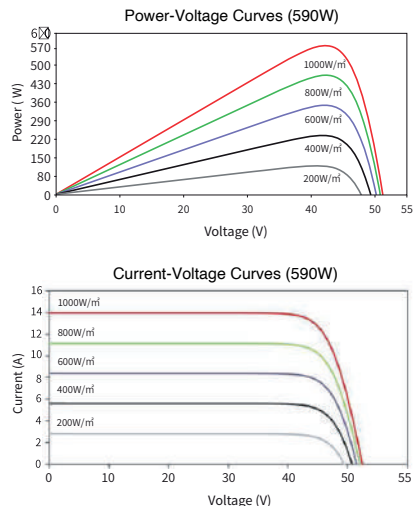 Power-Voltage Curves (590W)
6☒
570
500
430
360
290
220
150
80
0
Power( W)
1000W/㎡
800W/㎡
600W/㎡
400W/㎡
200W/㎡
0 10 20 30 40 50 55
Voltage(V)
Current-Voltage Curves (590W)
16
14
12
10
8
6
4
2
0
Current(A)
1000W/㎡
800W/㎡
600W/㎡
400W/㎡
200W/㎡
0 10 20 30 40 50 55
Voltage(V)